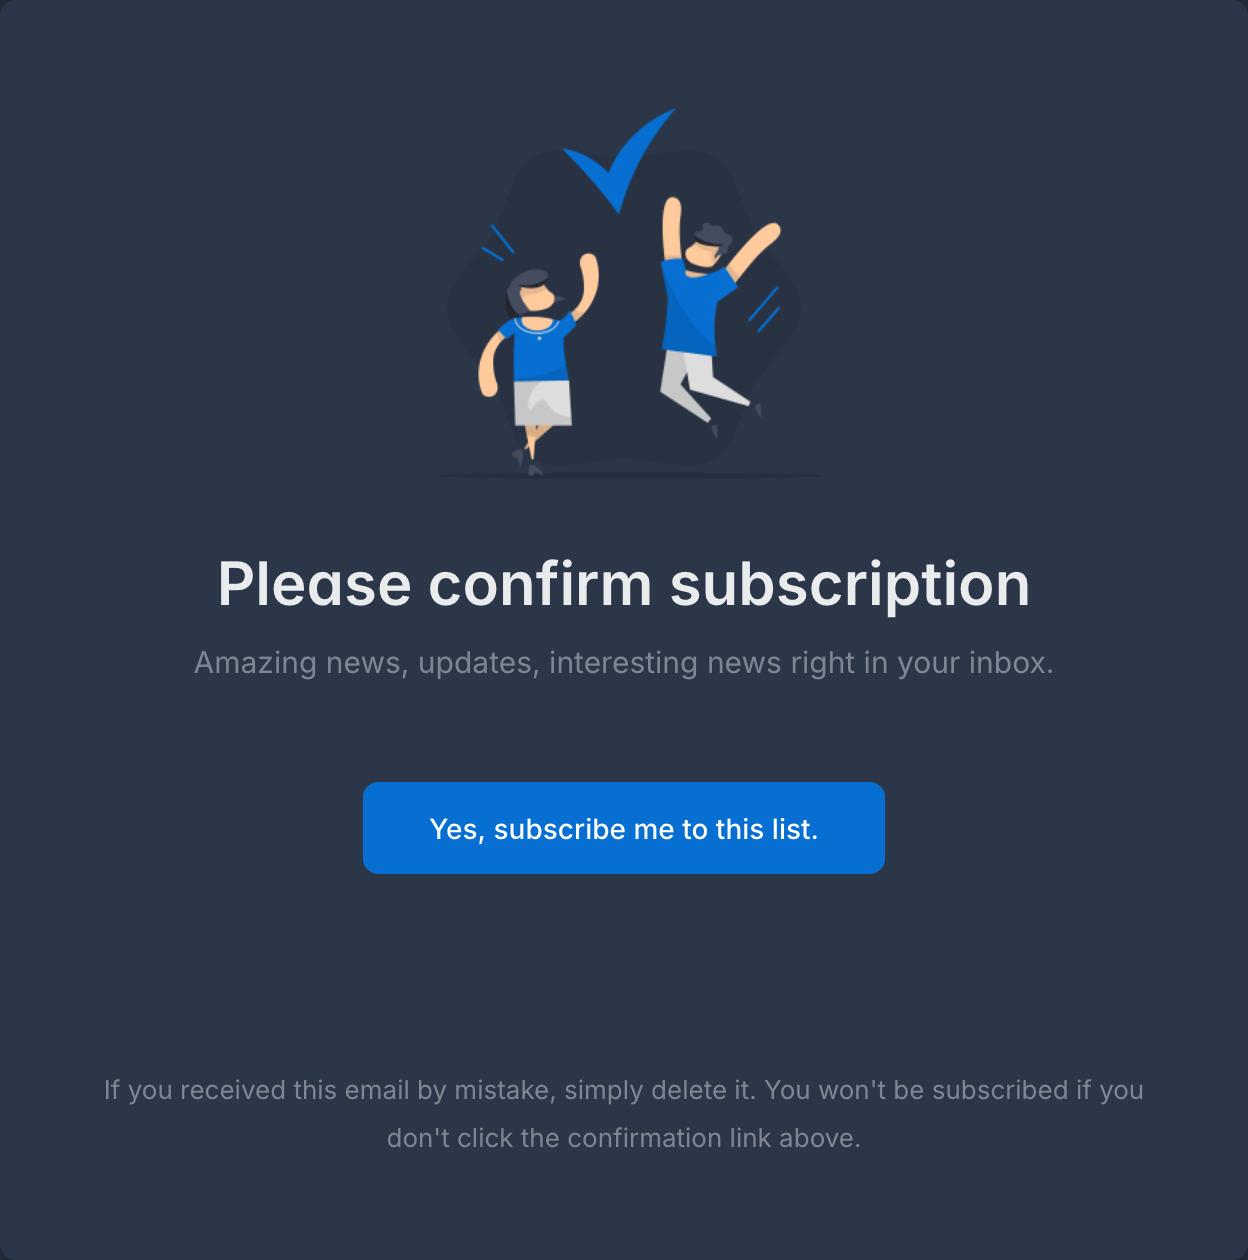 Please confirm subscription
Amazing news, updates, interesting news right in your inbox.
Yes, subscribe me to this list.
If you received this email by mistake, simply delete it. You won't be subscribed if you
don't click the confirmation link above.